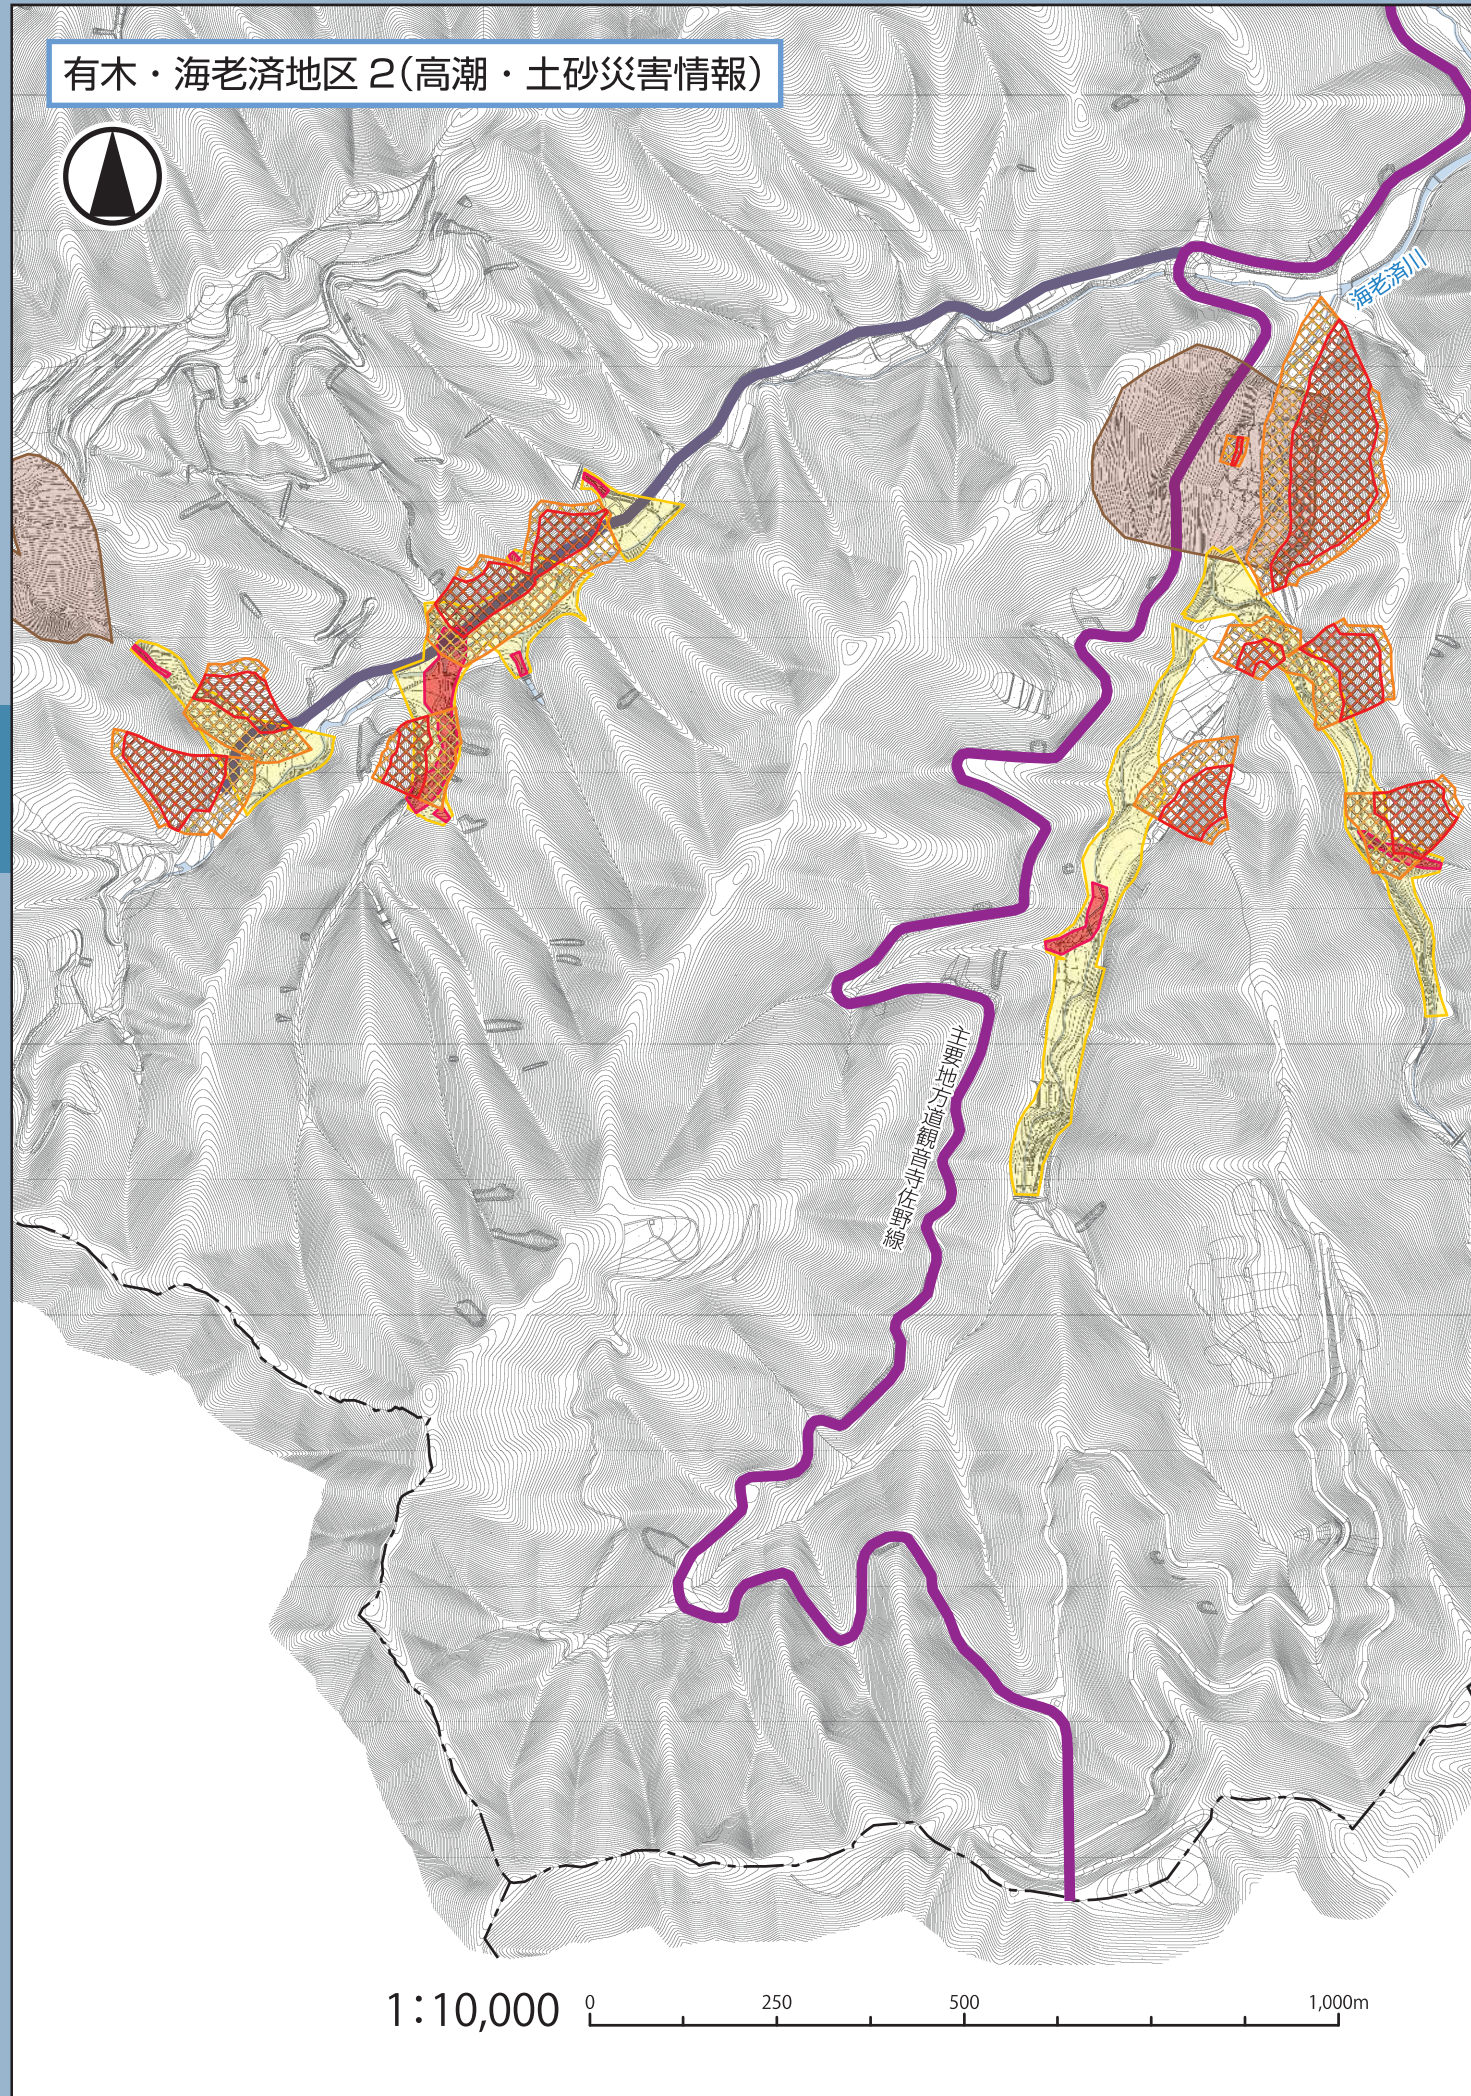 有木・海老済地区 2（高潮・土砂災害情報）
海老済川
主要地方道観音寺佐野線
1：10,000
0 250 500 1,000m